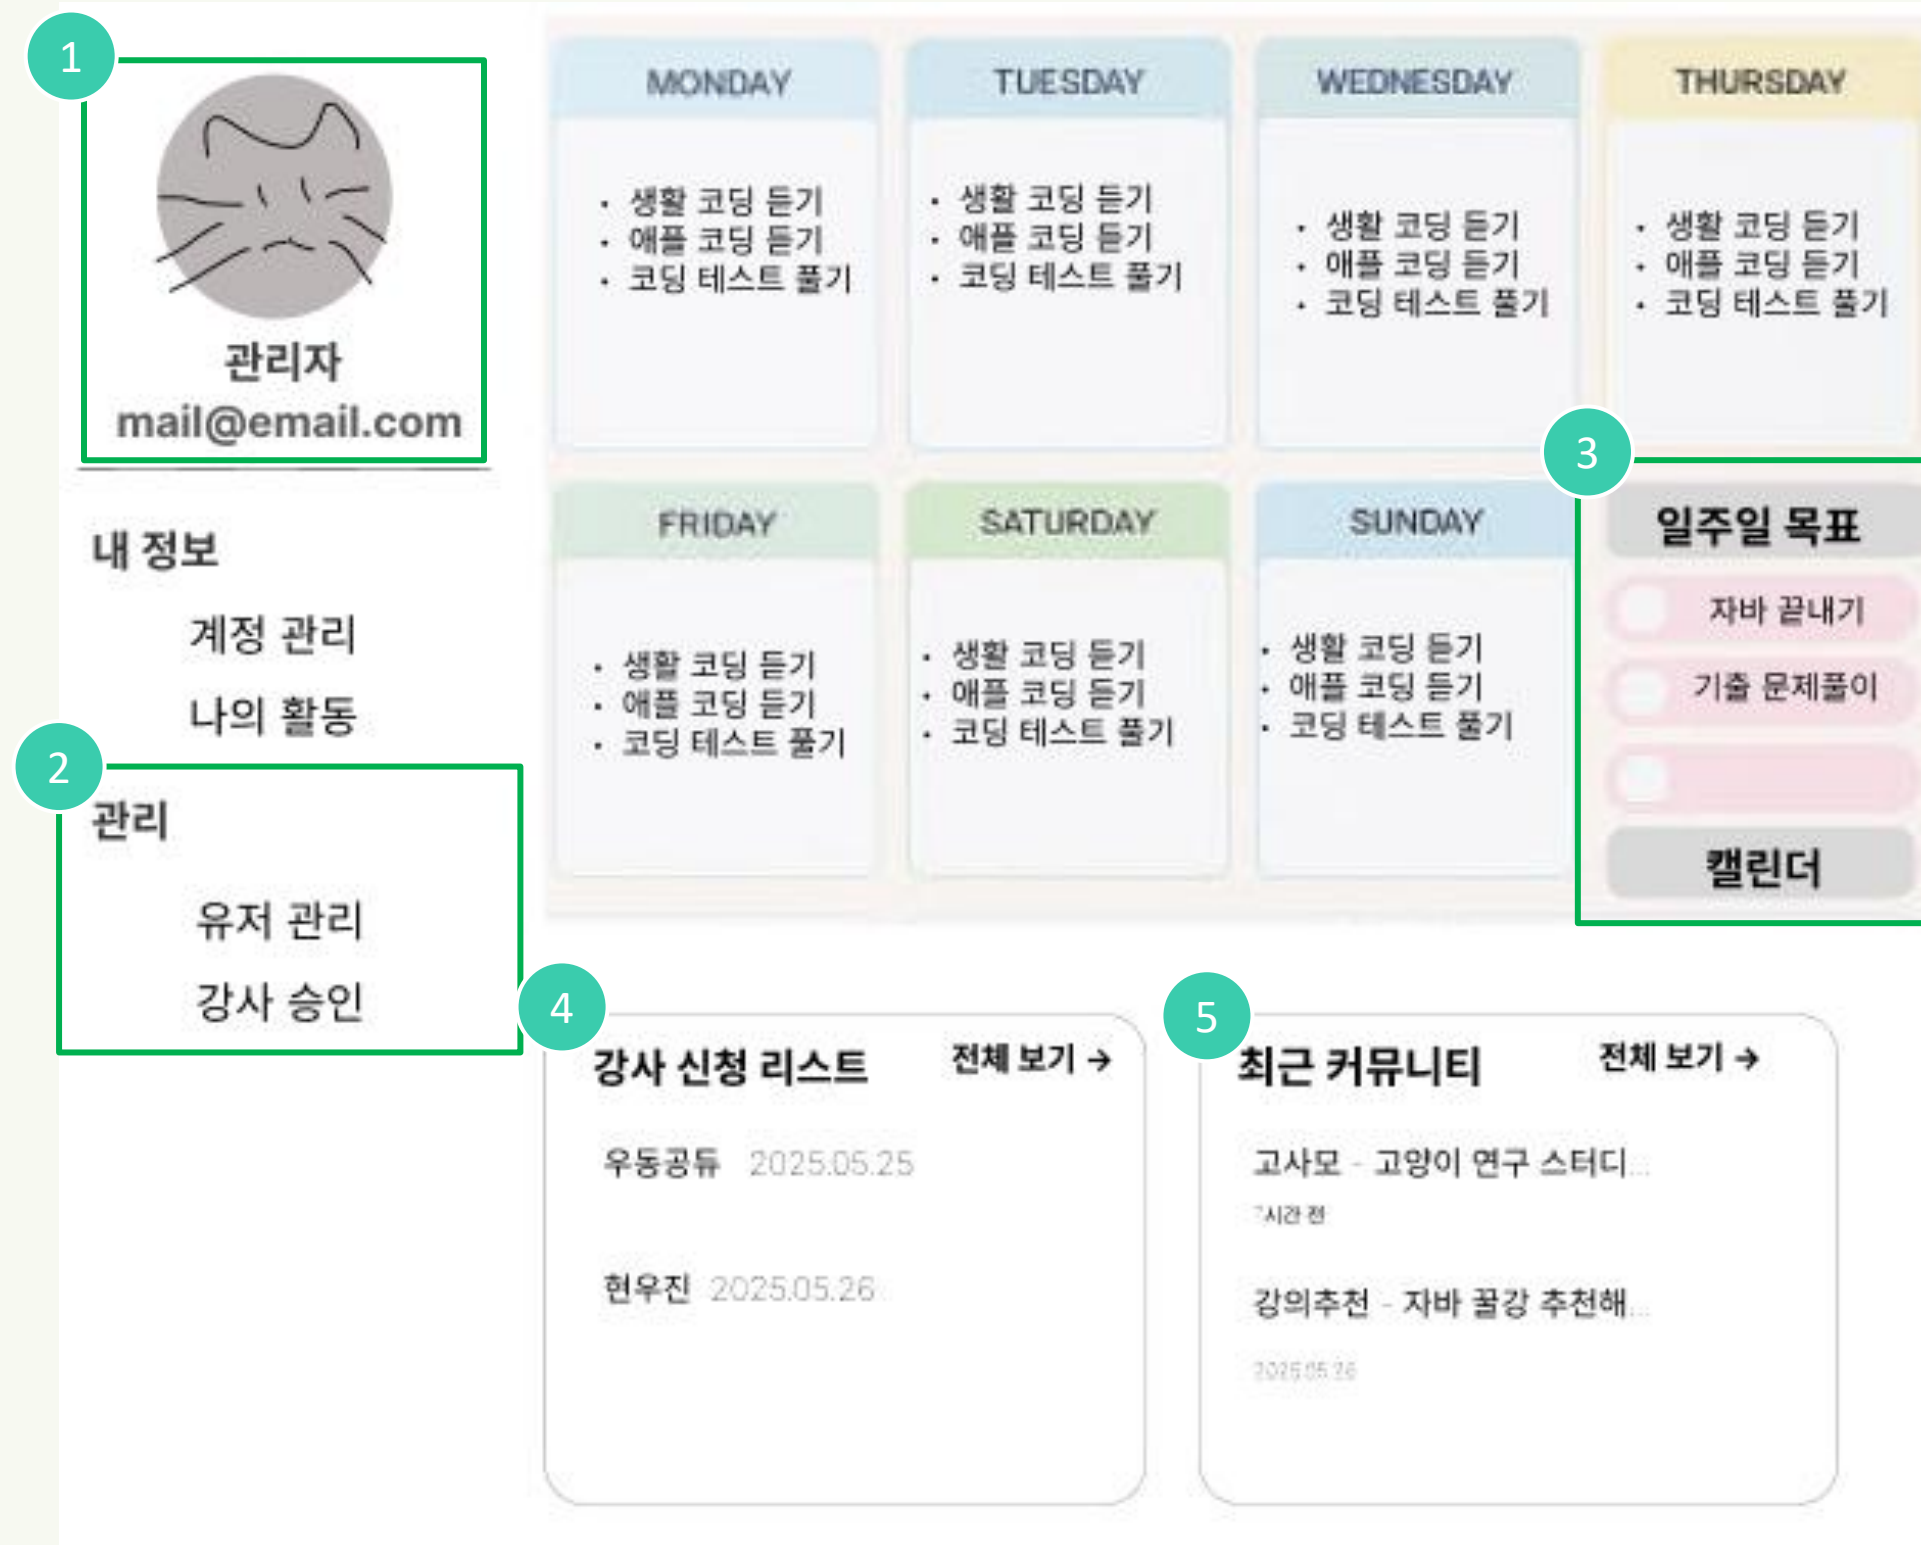 1
관리자
mail@email.com
내 정보
계정 관리
나의 활동
2
관리
유저 관리
강사 승인
MONDAY
• 생활 코딩 듣기
• 애플 코딩 듣기
• 코딩 테스트 풀기
TUESDAY
• 생활 코딩 듣기
• 애플 코딩 듣기
• 코딩 테스트 풀기
WEDNESDAY
• 생활 코딩 듣기
• 애플 코딩 듣기
• 코딩 테스트 풀기
THURSDAY
• 생활 코딩 듣기
• 애플 코딩 듣기
• 코딩 테스트 풀기
FRIDAY
• 생활 코딩 듣기
• 애플 코딩 듣기
• 코딩 테스트 풀기
SATURDAY
• 생활 코딩 듣기
• 애플 코딩 듣기
• 코딩 테스트 풀기
SUNDAY
• 생활 코딩 듣기
• 애플 코딩 듣기
• 코딩 테스트 풀기
3
일주일 목표
자바 끝내기
기출 문제풀이
캘린더
4
강사 신청 리스트 전체 보기 →
우동공듀 2025.05.25
현우진 2025.05.26
5
최근 커뮤니티 전체 보기 →
고사모 - 고양이 연구 스터디...
시간 전
강의추천 - 자바 꿀강 추천해...
2025.05.26